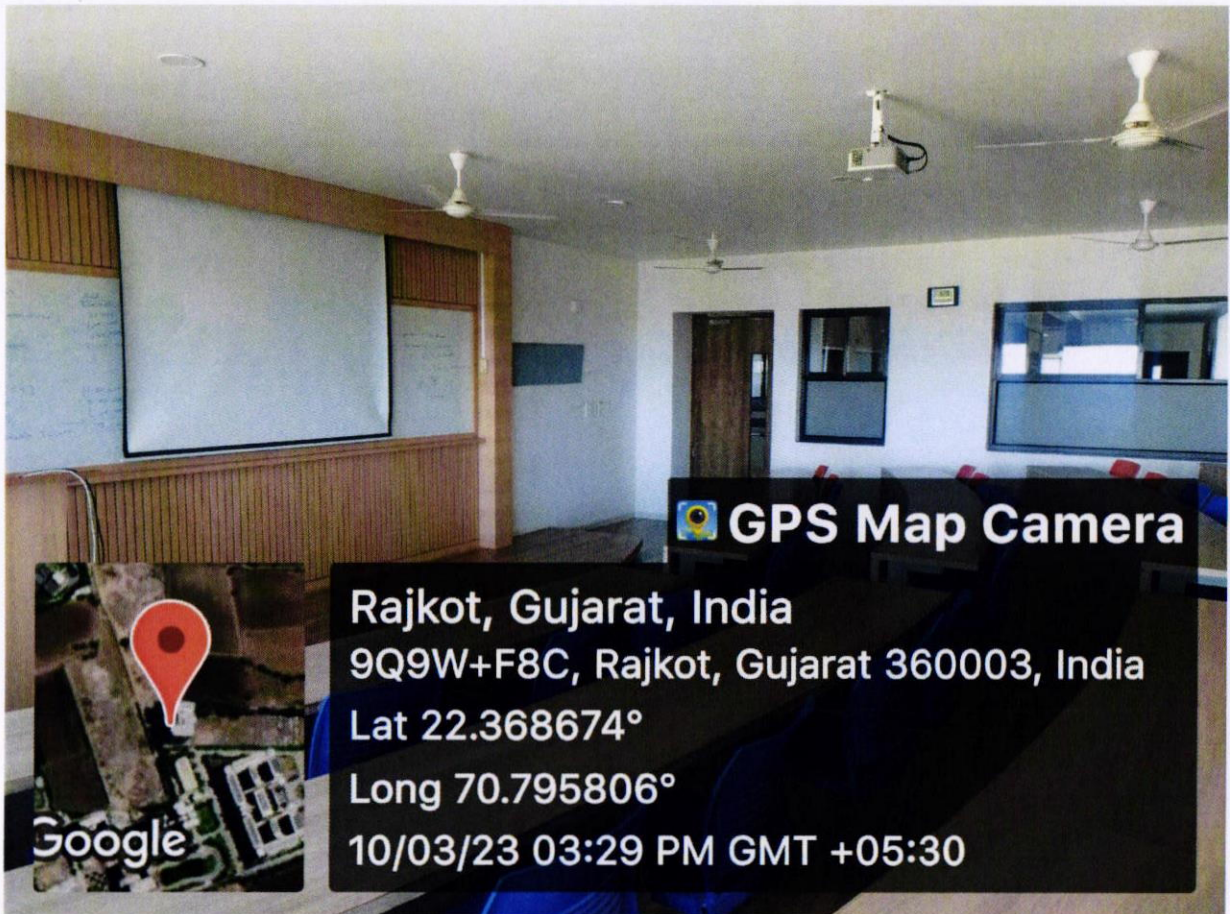 GPS Map Camera
Rajkot, Gujarat, India
9Q9W+F8C, Rajkot, Gujarat 360003, India
Lat 22.368674°
Long 70.795806°
10/03/23 03:29 PM GMT +05:30
Google